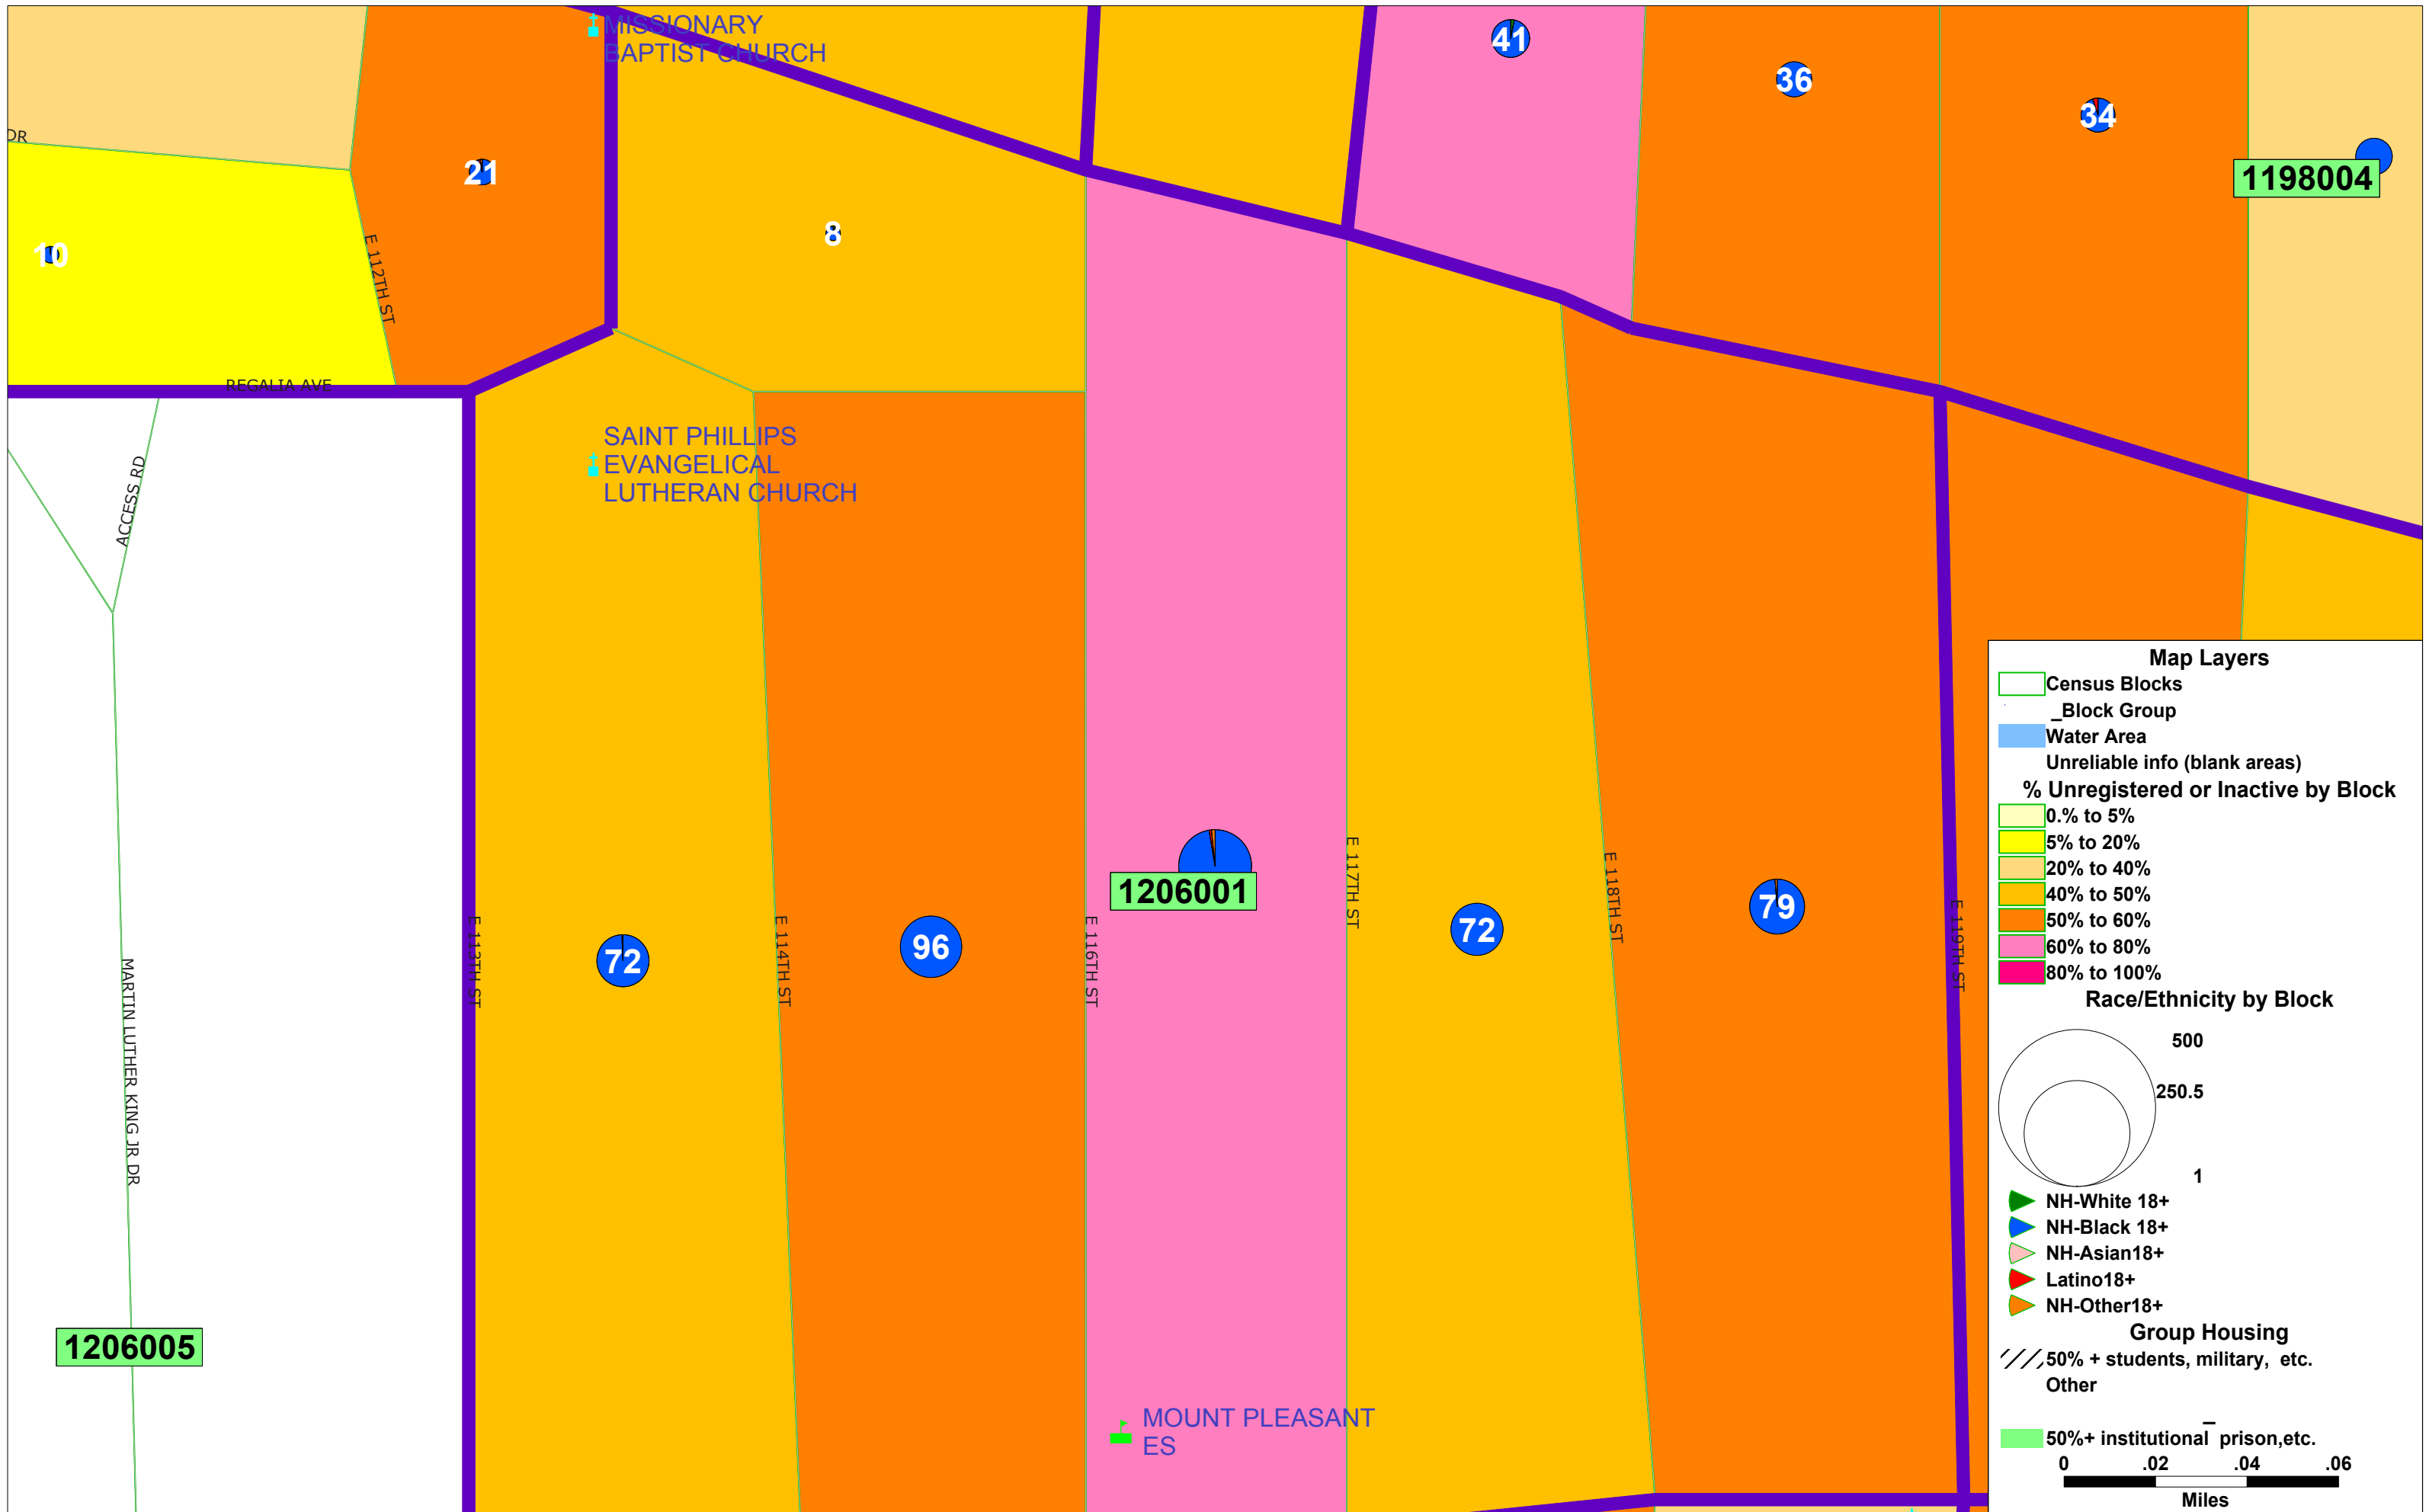 MISSIONARY
BAPTIST CHURCH
41
36
34
1198004
DR
21
8
10
E 112TH ST
REGALIA AVE
SAINT PHILLIPS
EVANGELICAL
LUTHERAN CHURCH
ACCESS RD
1206001
E 113TH ST
72
E 114TH ST
96
E 116TH ST
E 117TH ST
72
E 118TH ST
79
E 119TH ST
MARTIN LUTHER KING JR DR
1206005
MOUNT PLEASANT
ES
Map Layers
Census Blocks
_Block Group
Water Area
Unreliable info (blank areas)
% Unregistered or Inactive by Block
0.% to 5%
5% to 20%
20% to 40%
40% to 50%
50% to 60%
60% to 80%
80% to 100%
Race/Ethnicity by Block
500
250.5
1
NH-White 18+
NH-Black 18+
NH-Asian18+
Latino18+
NH-Other18+
Group Housing
50% + students, military, etc.
Other
_
50%+ institutional_prison,etc.
0 .02 .04 .06
Miles